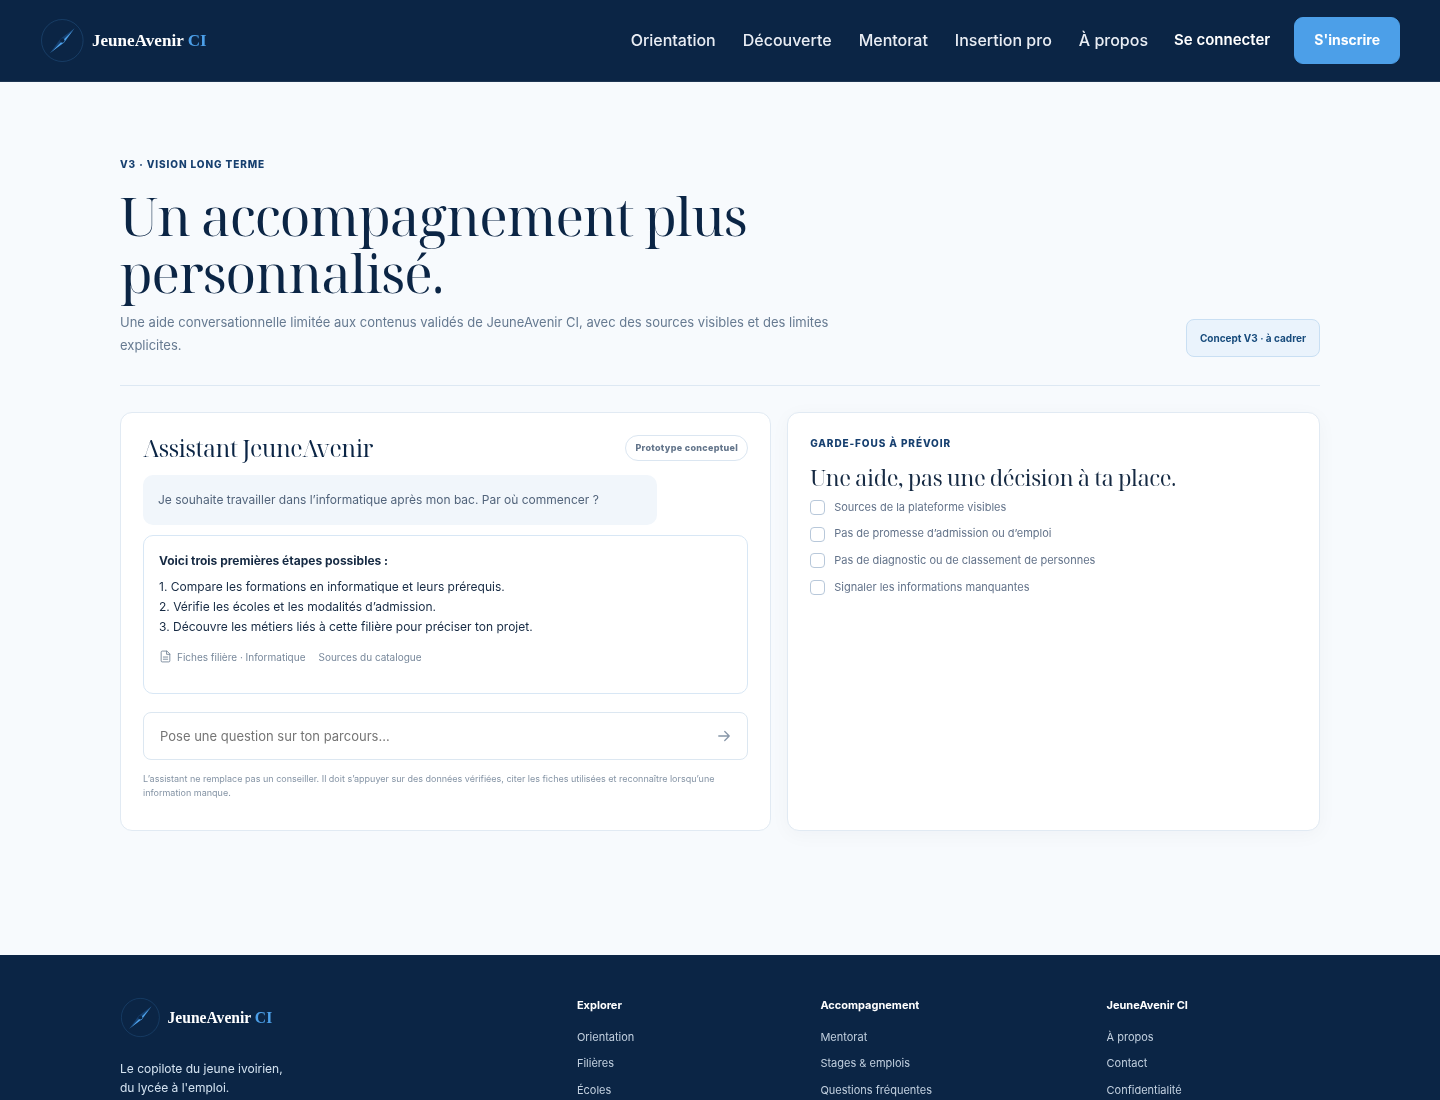 JeuneAvenir CI
Orientation
Découverte
Mentorat
Insertion pro
À propos
Se connecter
S'inscrire
V3 · VISION LONG TERME
Un accompagnement plus
personnalisé.
Une aide conversationnelle limitée aux contenus validés de JeuneAvenir CI, avec des sources visibles et des limites
explicites.
Concept V3 · à cadrer
Assistant JeuneAvenir
Prototype conceptuel
Je souhaite travailler dans l’informatique après mon bac. Par où commencer ?
Voici trois premières étapes possibles :
1. Compare les formations en informatique et leurs prérequis.
2. Vérifie les écoles et les modalités d’admission.
3. Découvre les métiers liés à cette filière pour préciser ton projet.
Fiches filière · Informatique
Sources du catalogue
Pose une question sur ton parcours...
L’assistant ne remplace pas un conseiller. Il doit s’appuyer sur des données vérifiées, citer les fiches utilisées et reconnaître lorsqu’une
information manque.
GARDE-FOUS À PRÉVOIR
Une aide, pas une décision à ta place.
Sources de la plateforme visibles
Pas de promesse d’admission ou d’emploi
Pas de diagnostic ou de classement de personnes
Signaler les informations manquantes
JeuneAvenir CI
Le copilote du jeune ivoirien,
du lycée à l'emploi.
Explorer
Orientation
Filières
Écoles
Accompagnement
Mentorat
Stages & emplois
Questions fréquentes
JeuneAvenir CI
À propos
Contact
Confidentialité